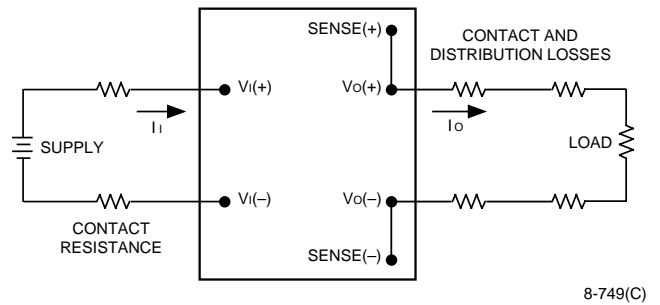 SENSE(+)
CONTACT AND
DISTRIBUTION LOSSES
VI(+)
VO(+)
II
IO
SUPPLY
LOAD
VI(–)
VO(–)
CONTACT
RESISTANCE
SENSE(–)
8-749(C)